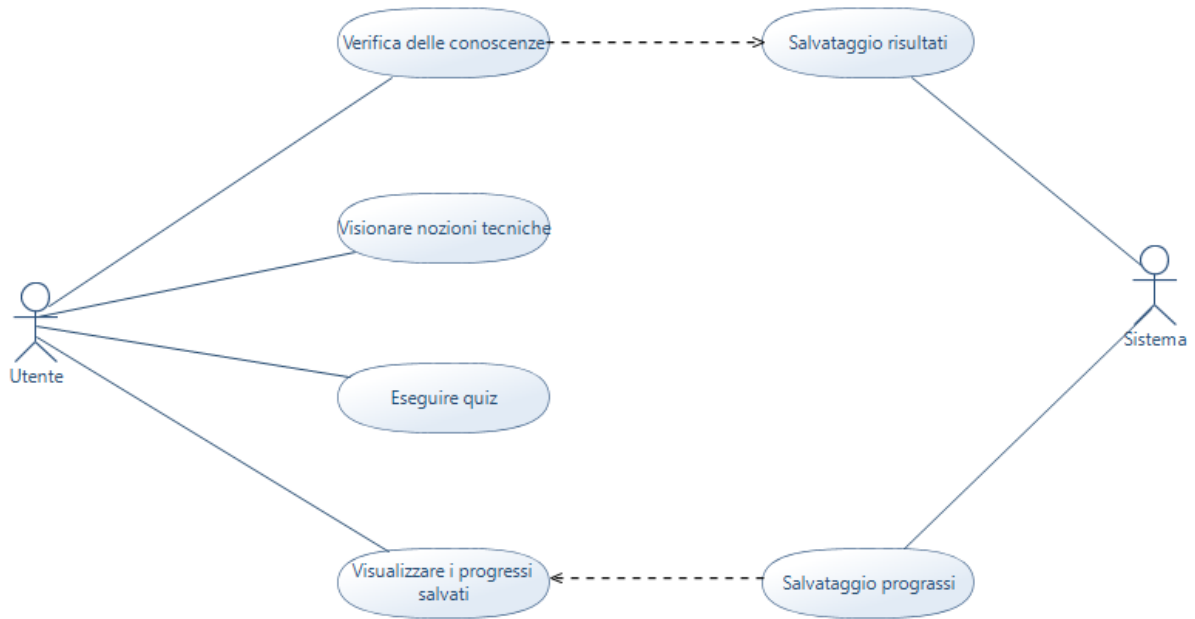 Verifica delle conoscenze
Salvataggio risultati
Visionare nozioni tecniche
Sistema
Utente
Eseguire quiz
Visualizzare i progressi
salvati
Salvataggio prograssi